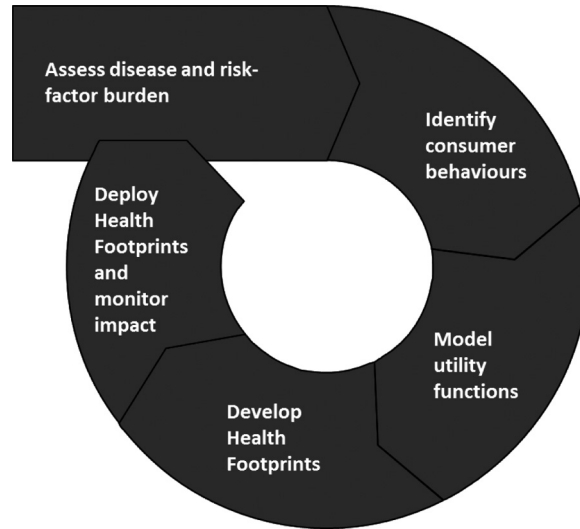 Assess disease and risk-
factor burden
Identify
consumer
behaviours
Model
utility
functions
Develop
Health
Footprints
Deploy
Health
Footprints
and
monitor
impact